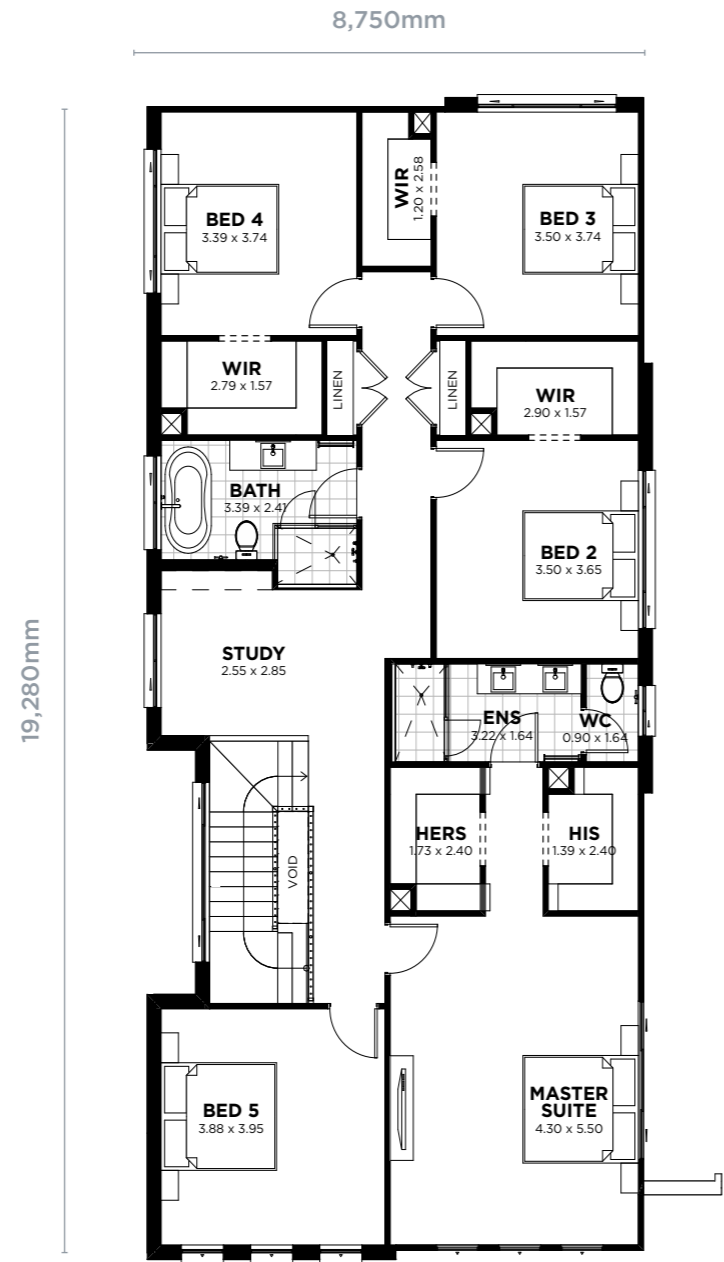 8,750mm
19,280mm
BED 4
3.39 x 3.74
WIR
1.20 x 2.58
BED 3
3.50 x 3.74
WIR
2.79 x 1.57
LINEN
LINEN
WIR
2.90 x 1.57
BATH
3.39 x 2.41
BED 2
3.50 x 3.65
STUDY
2.55 x 2.85
ENS
3.22 x 1.64
WC
0.90 x 1.64
HERS
1.73 x 2.40
HIS
1.39 x 2.40
VOID
BED 5
3.88 x 3.95
MASTER
SUITE
4.30 x 5.50